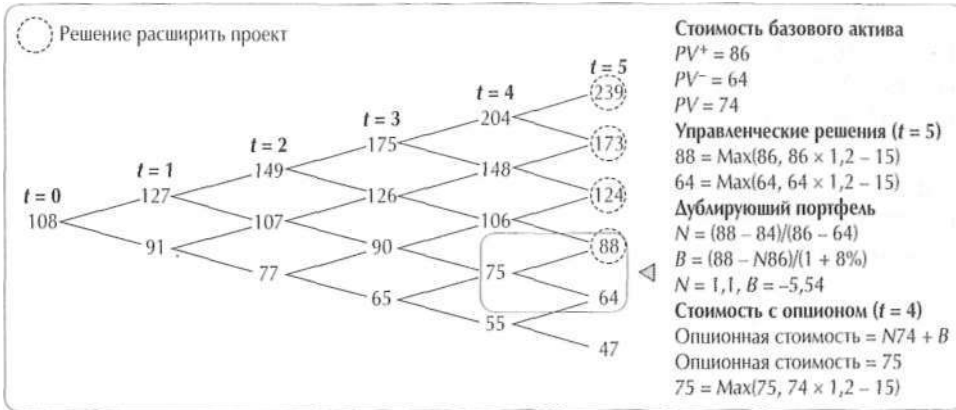 Решение расширить проект
t = 0
t = 1
t = 2
t = 3
t = 4
t = 5
108
127
91
149
107
77
175
126
90
65
204
148
106
75
55
239
173
124
88
64
47
Стоимость базового актива
PV⁺ = 86
PV⁻ = 64
PV = 74
Управленческие решения (t = 5)
88 = Max(86, 86 × 1,2 – 15)
64 = Max(64, 64 × 1,2 – 15)
Дублирующий портфель
N = (88 – 84)/(86 – 64)
B = (88 – N86)/(1 + 8%)
N = 1,1, B = –5,54
Стоимость с опционом (t = 4)
Опционная стоимость = N74 + B
Опционная стоимость = 75
75 = Max(75, 74 × 1,2 – 15)